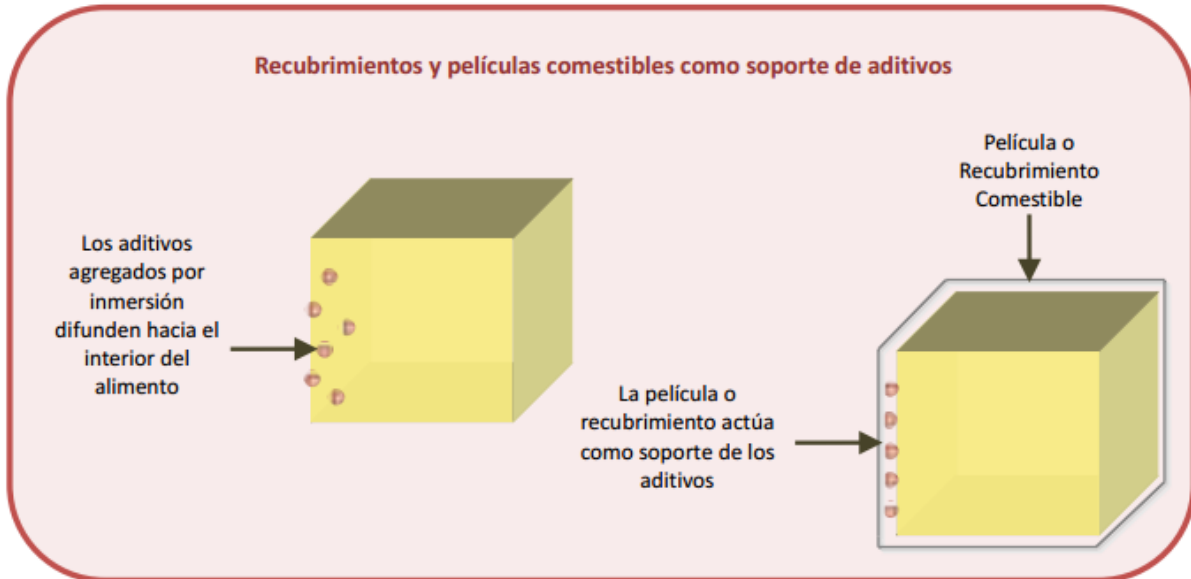 Recubrimientos y películas comestibles como soporte de aditivos
Los aditivos
agregados por
inmersión
difunden hacia el
interior del
alimento
Película o
Recubrimiento
Comestible
La película o
recubrimiento actúa
como soporte de los
aditivos